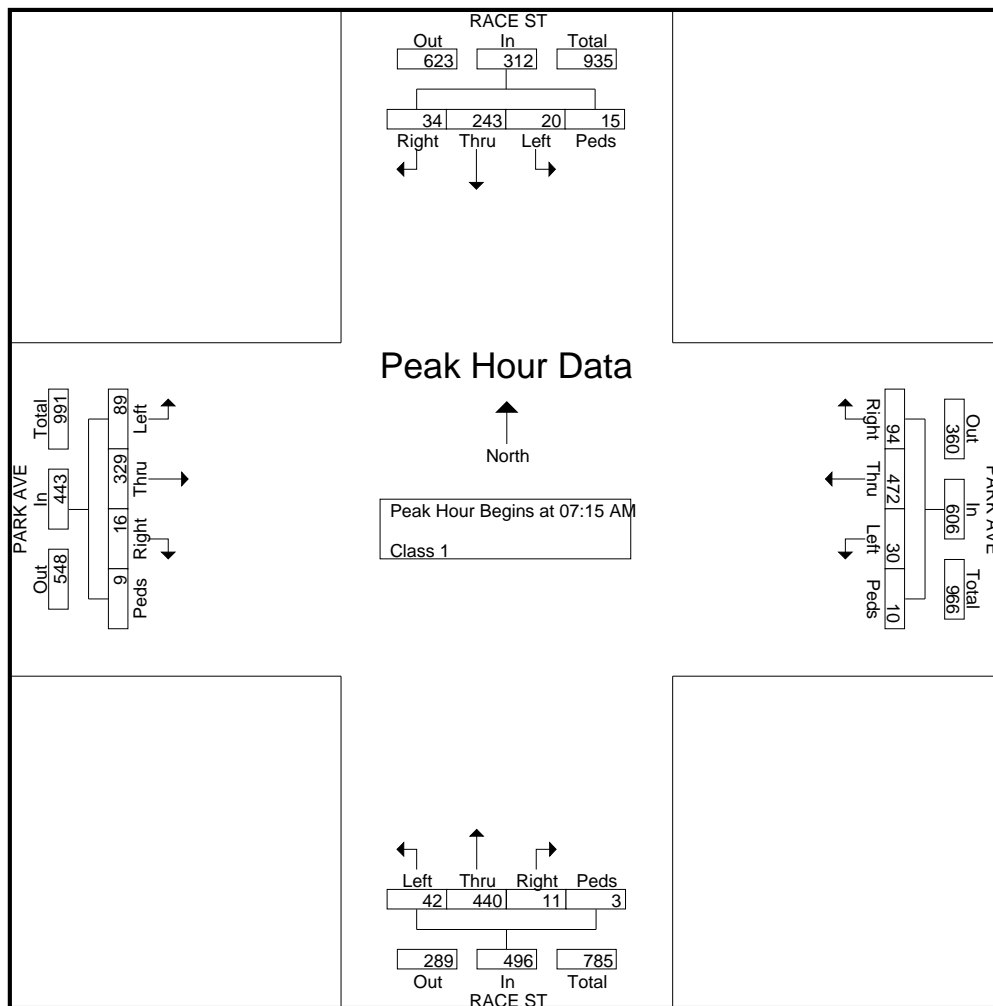 RACE ST
Out In Total
623 312 935
34 243 20 15
Right Thru Left Peds
Peak Hour Data
North
Peak Hour Begins at 07:15 AM
Class 1
PARK AVE
Out In Total
548 443 991
89 329 16 9
Left Thru Right Peds
Right Thru Left Peds
94 472 30 10
Out In Total
360 606 966
PARK AVE
Left Thru Right Peds
42 440 11 3
289 496 785
Out In Total
RACE ST